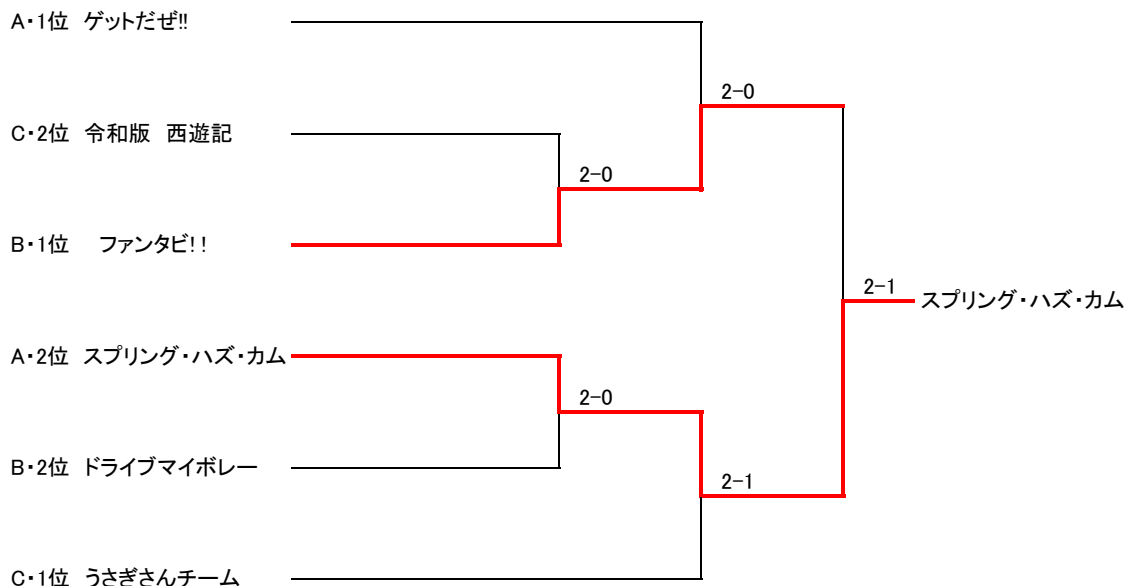 A・1位 ゲットだぜ!!
2-0
C・2位 令和版 西遊記
2-0
B・1位 ファンタビ!!
2-1 スプリング・ハズ・カム
A・2位 スプリング・ハズ・カム
2-0
B・2位 ドライブマイボレー
2-1
C・1位 うさぎさんチーム